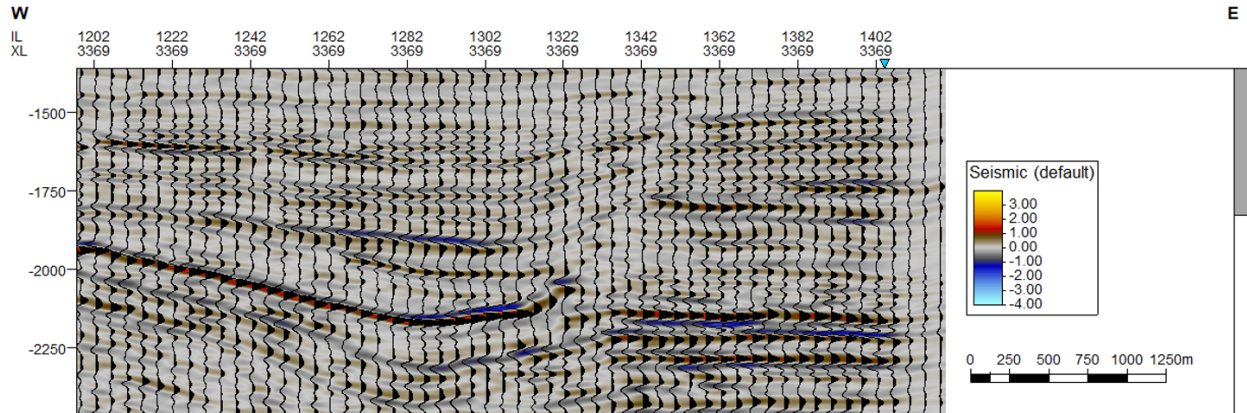 W E
IL 1202 1222 1242 1262 1282 1302 1322 1342 1362 1382 1402
XL 3369 3369 3369 3369 3369 3369 3369 3369 3369 3369 3369
-1500
-1750
Seismic (default)
3.00
2.00
1.00
0.00
-1.00
-2.00
-3.00
-4.00
-2000
-2250
0 250 500 750 1000 1250m